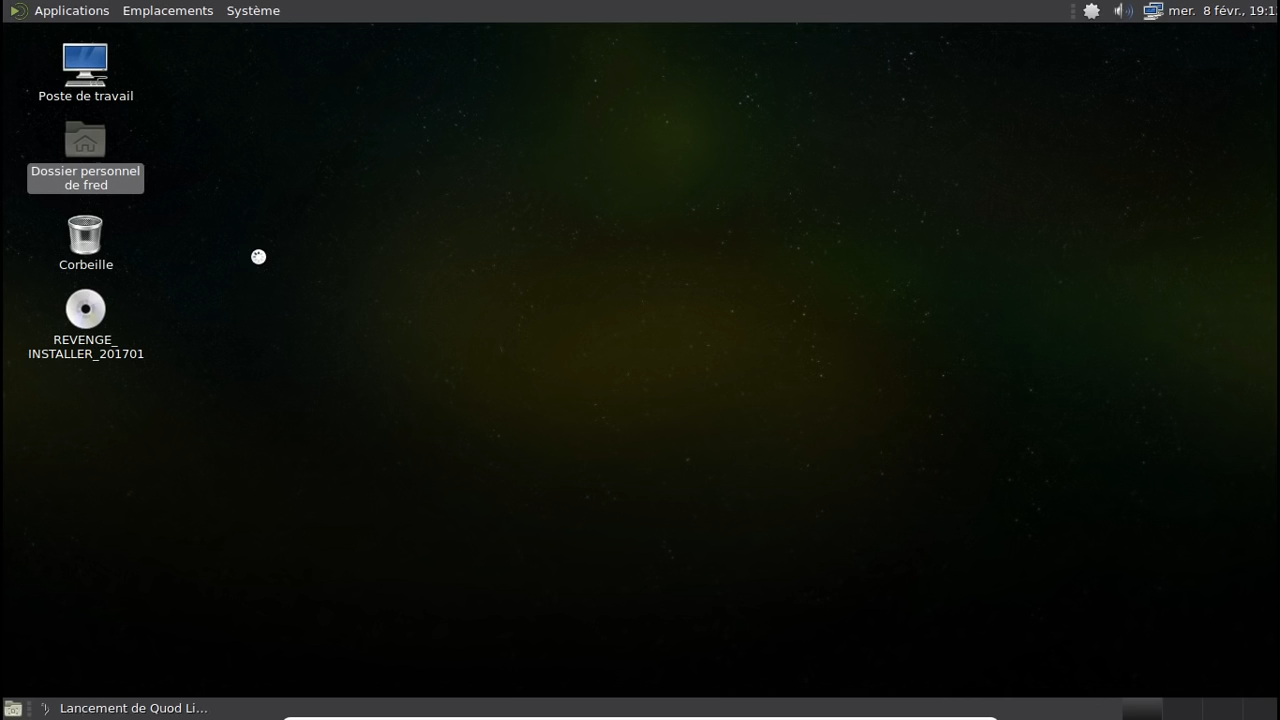 Applications Emplacements Système mer. 8 févr., 19:1
Poste de travail
Dossier personnel
de fred
Corbeille
REVENGE_
INSTALLER_201701
Lancement de Quod Li...